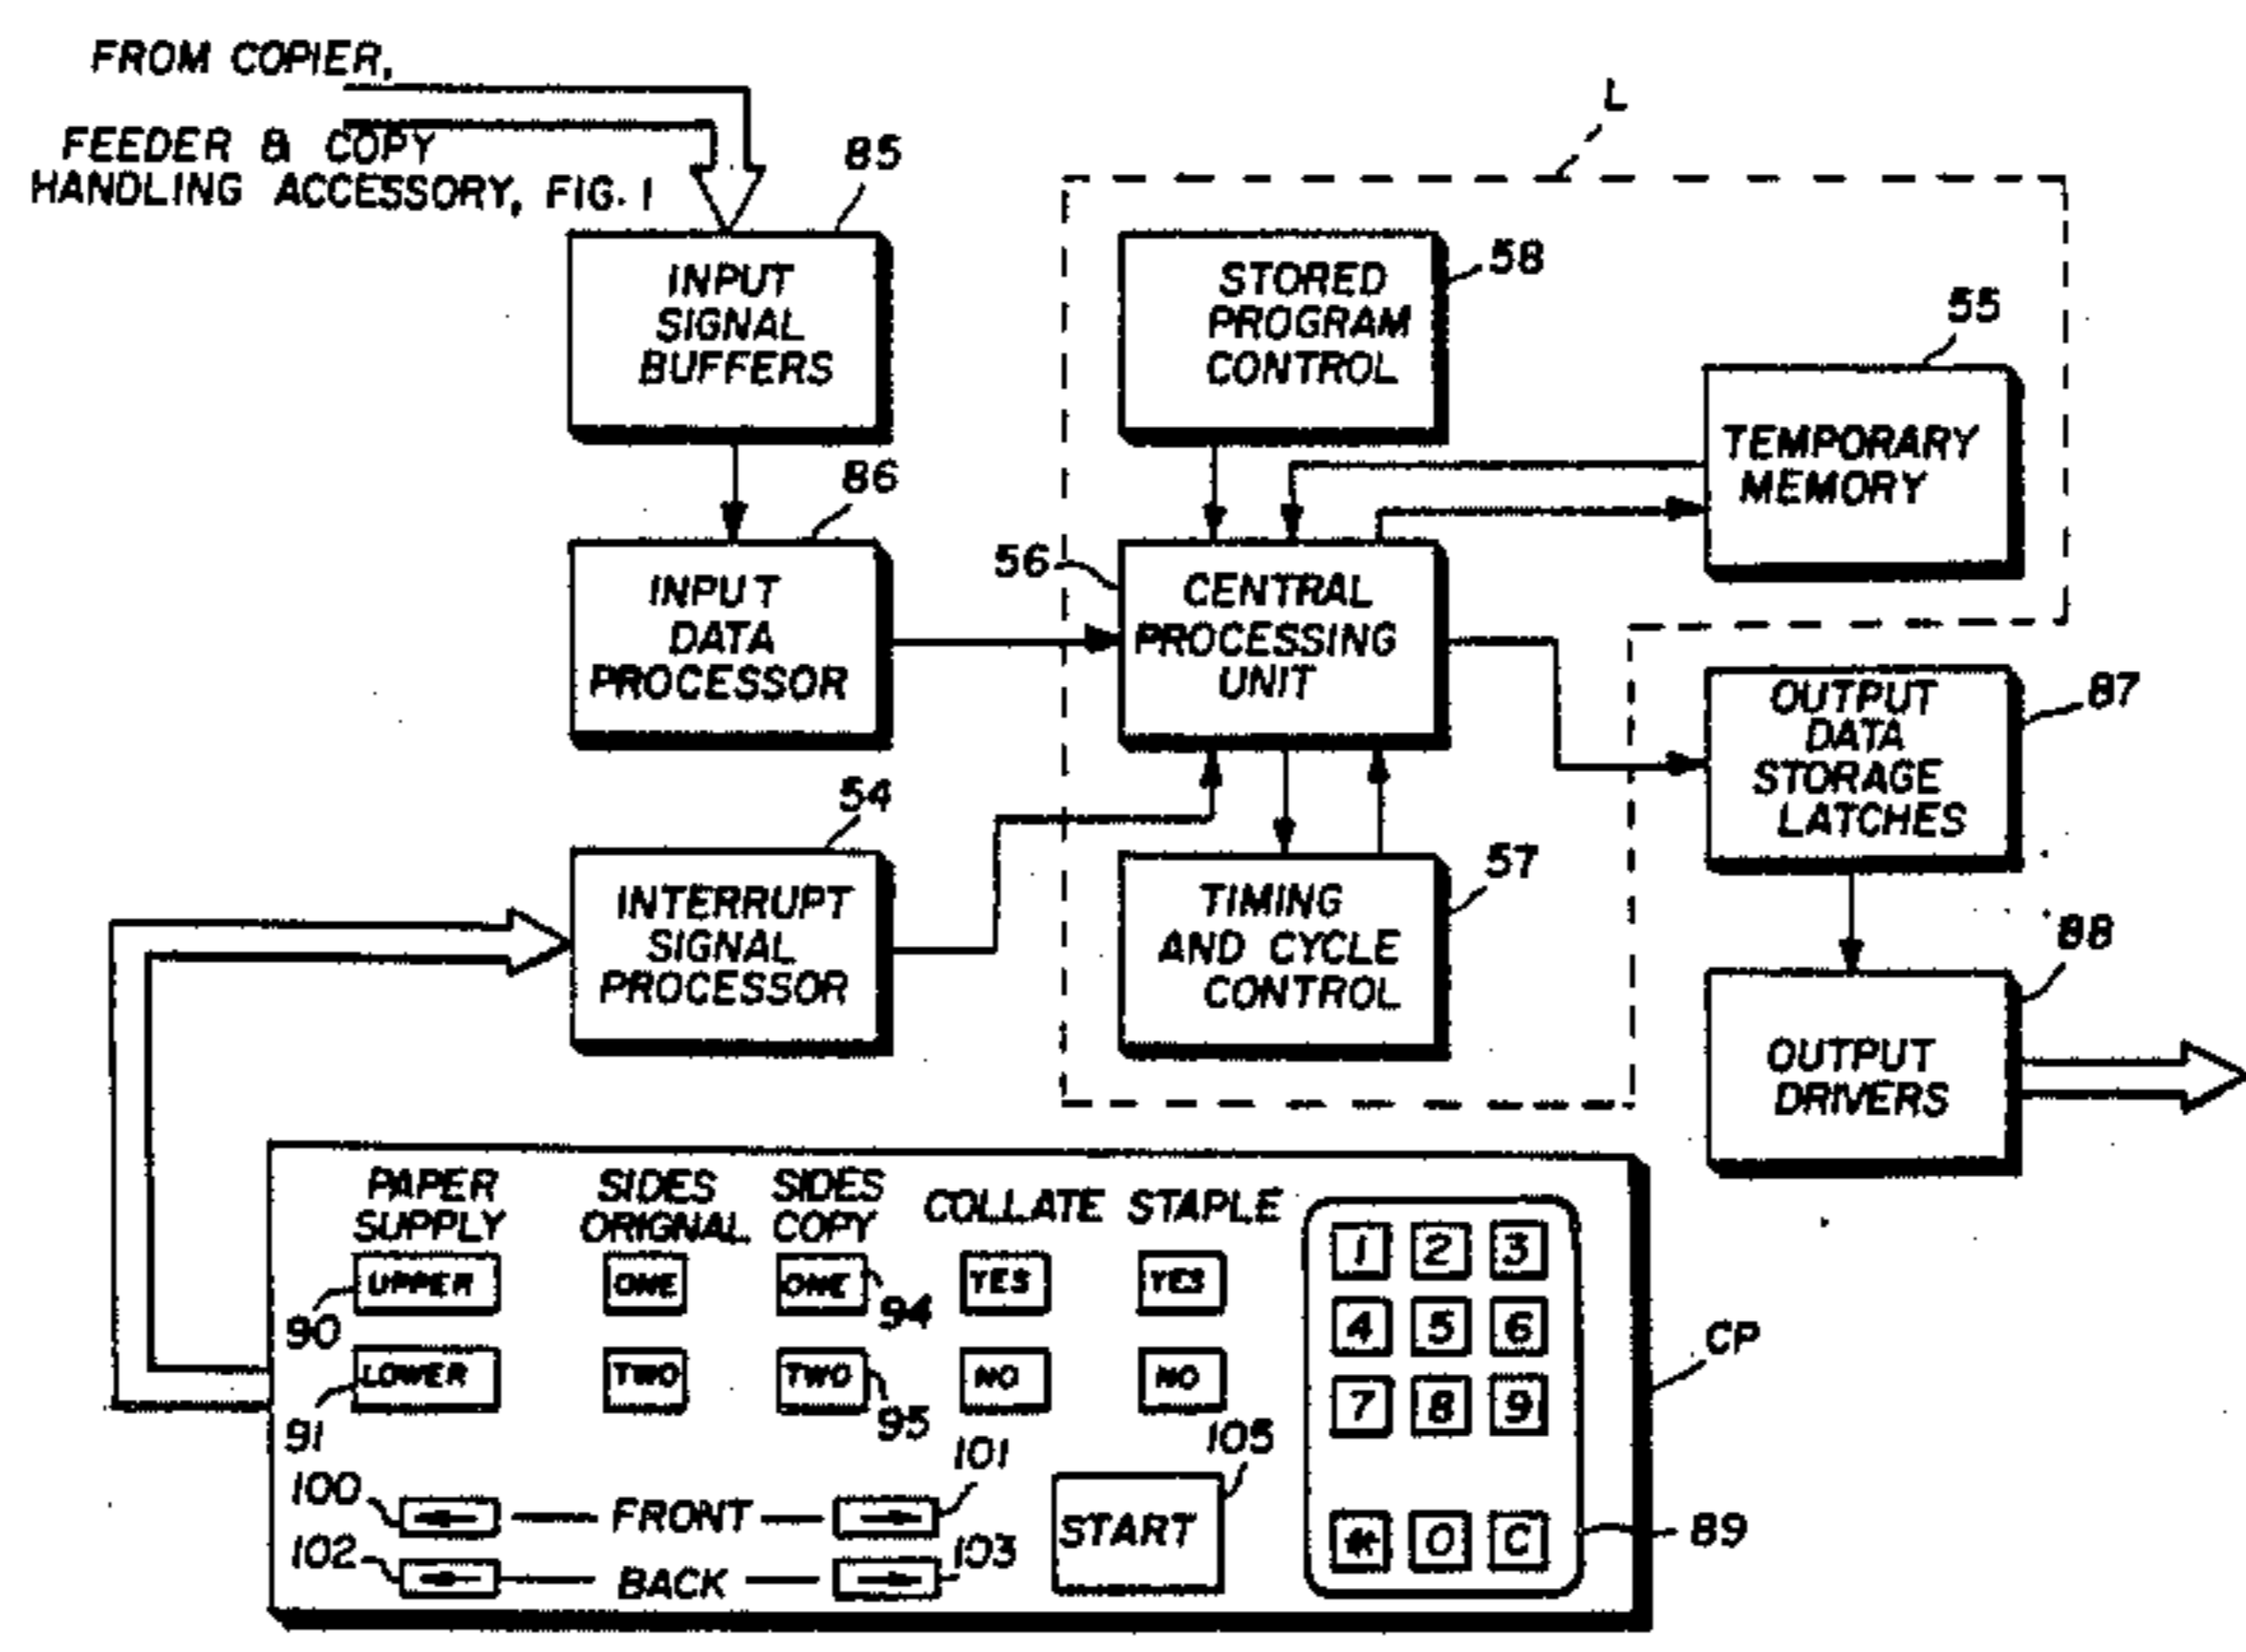 FROM COPIER,
FEEDER & COPY
HANDLING ACCESSORY, FIG. 1
L
85
INPUT
SIGNAL
BUFFERS
58
STORED
PROGRAM
CONTROL
55
TEMPORARY
MEMORY
86
INPUT
DATA
PROCESSOR
56
CENTRAL
PROCESSING
UNIT
87
OUTPUT
DATA
STORAGE
LATCHES
54
INTERRUPT
SIGNAL
PROCESSOR
57
TIMING
AND CYCLE
CONTROL
88
OUTPUT
DRIVERS
PAPER
SUPPLY
SIDES
ORIGNAL
SIDES
COPY
COLLATE STAPLE
UPPER ONE ONE YES YES
90
94
LOWER TWO TWO NO NO
91
95
1 2 3
4 5 6
7 8 9
* 0 C
CP
89
100
FRONT
101
102
BACK
103
105
START